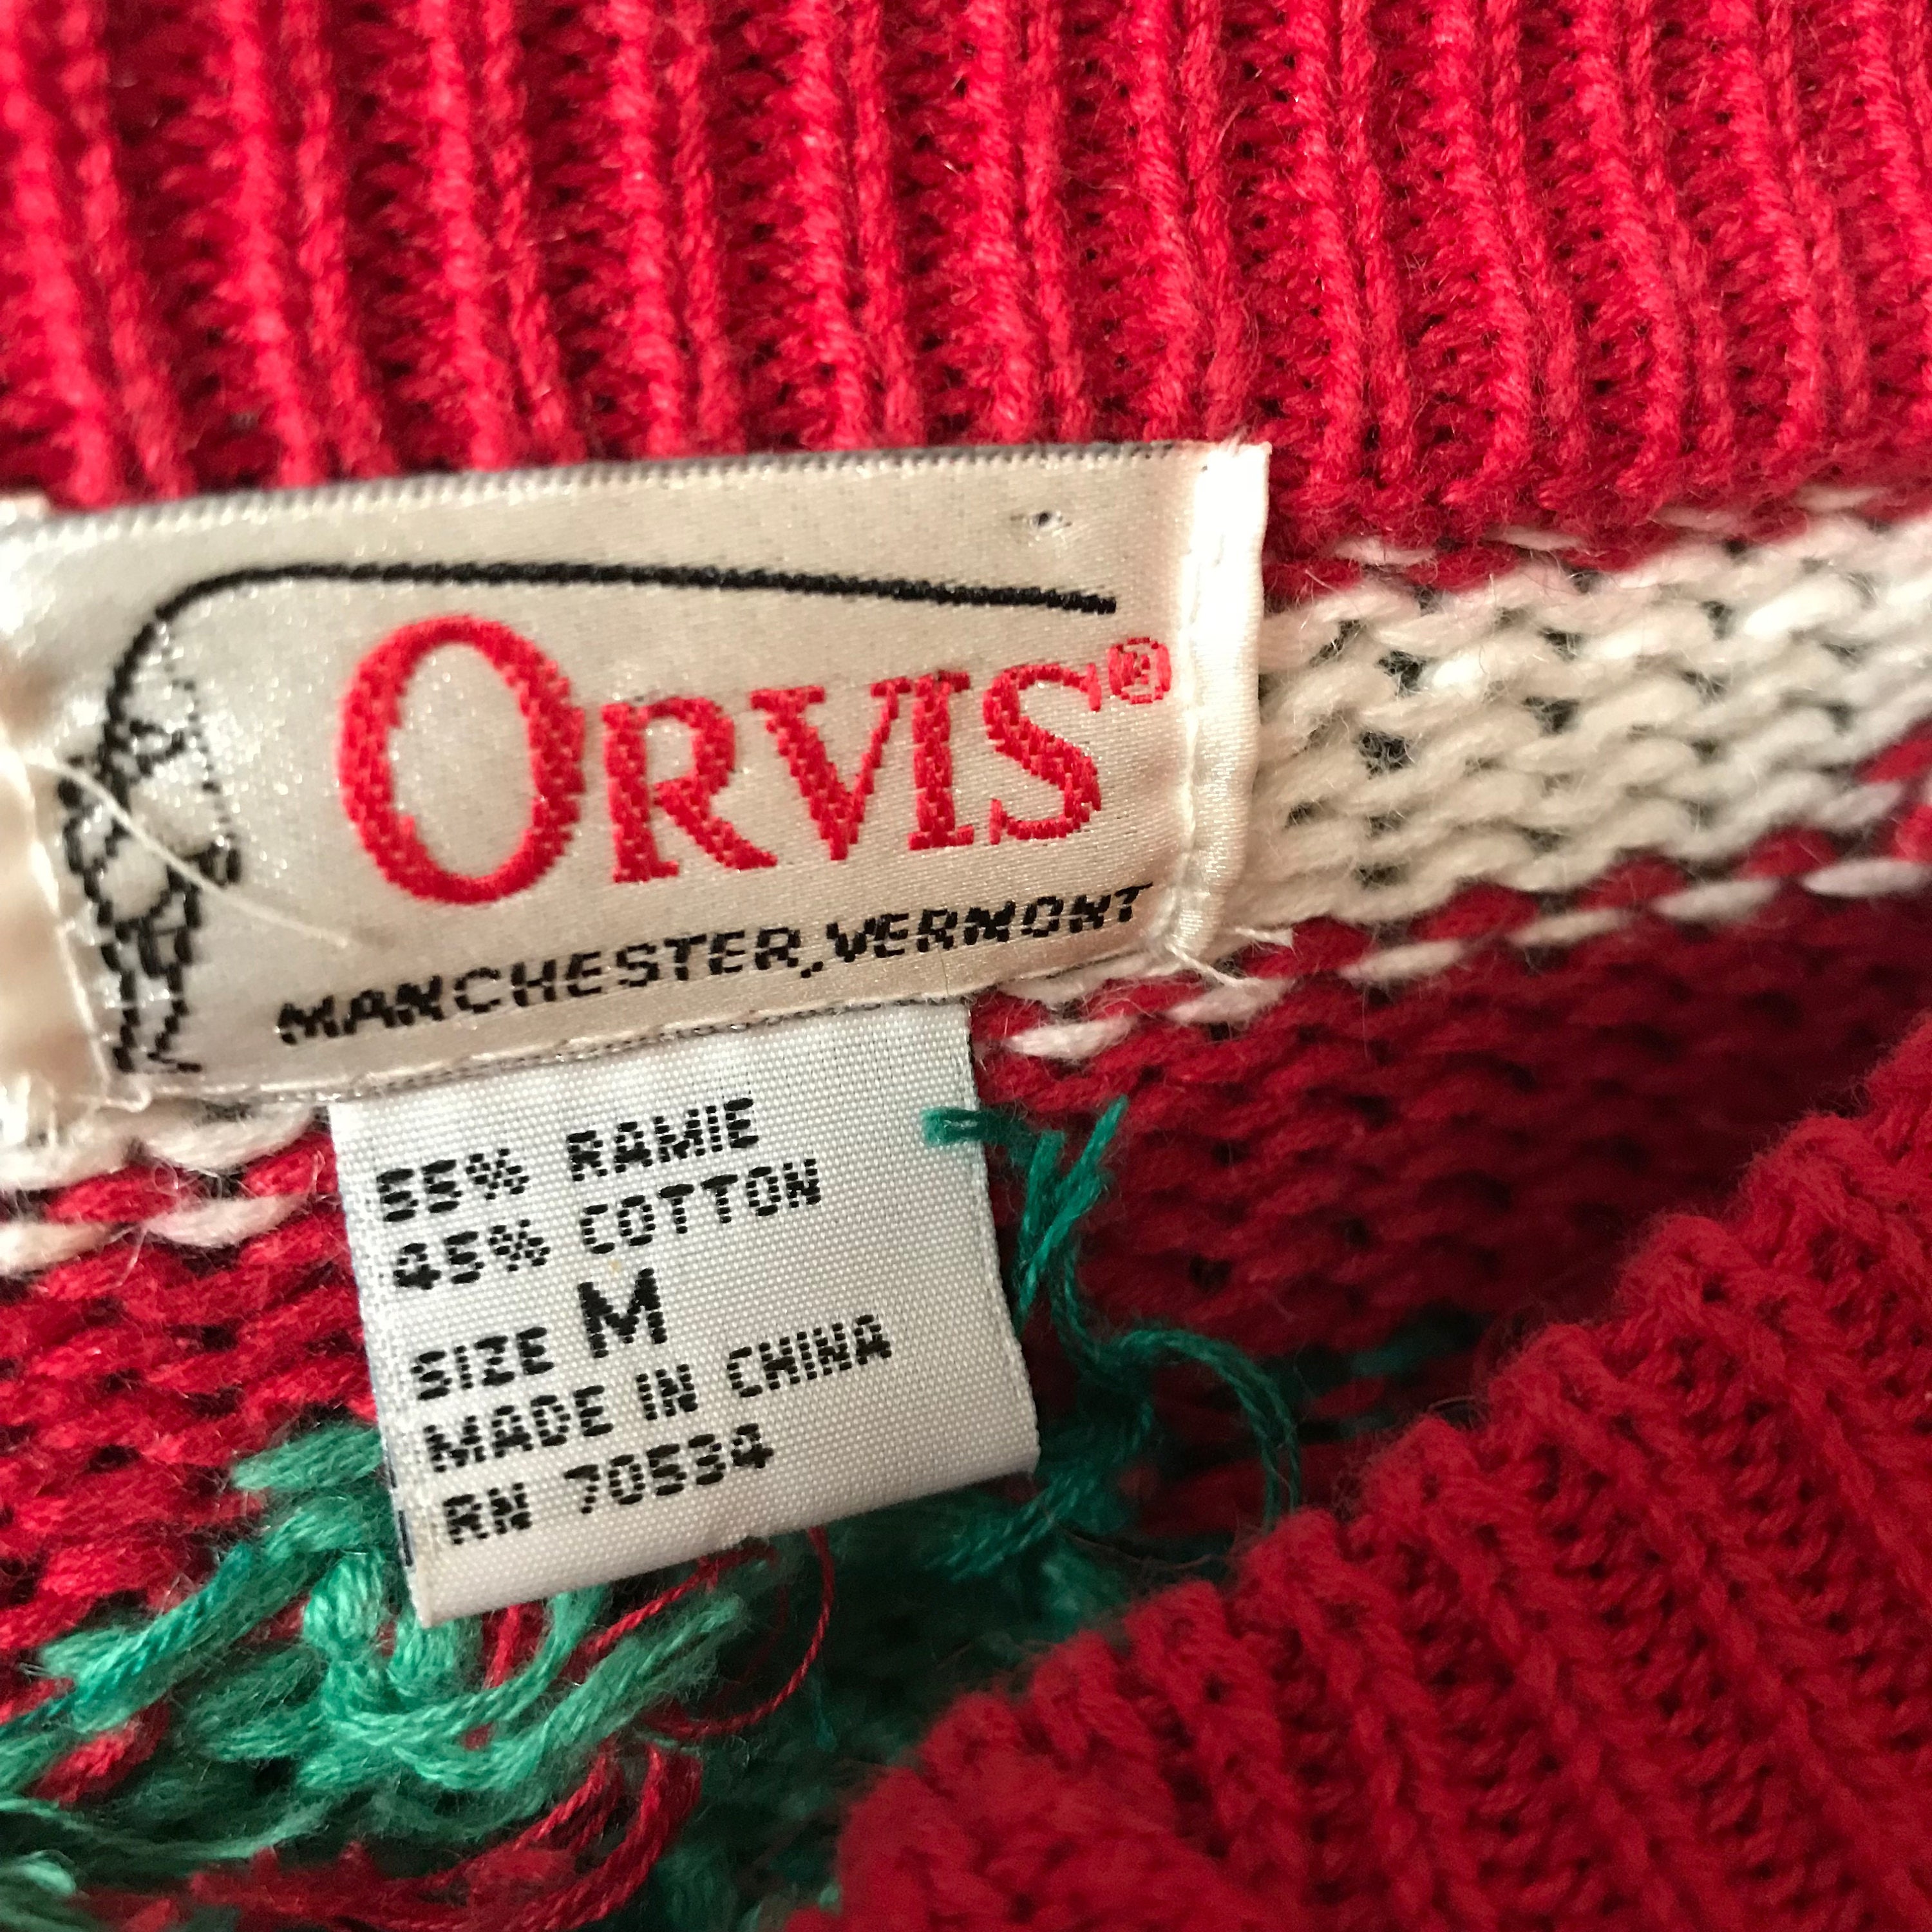 ORVIS®
MANCHESTER, VERMONT
55% RAMIE
45% COTTON
SIZE M
MADE IN CHINA
RN 70534